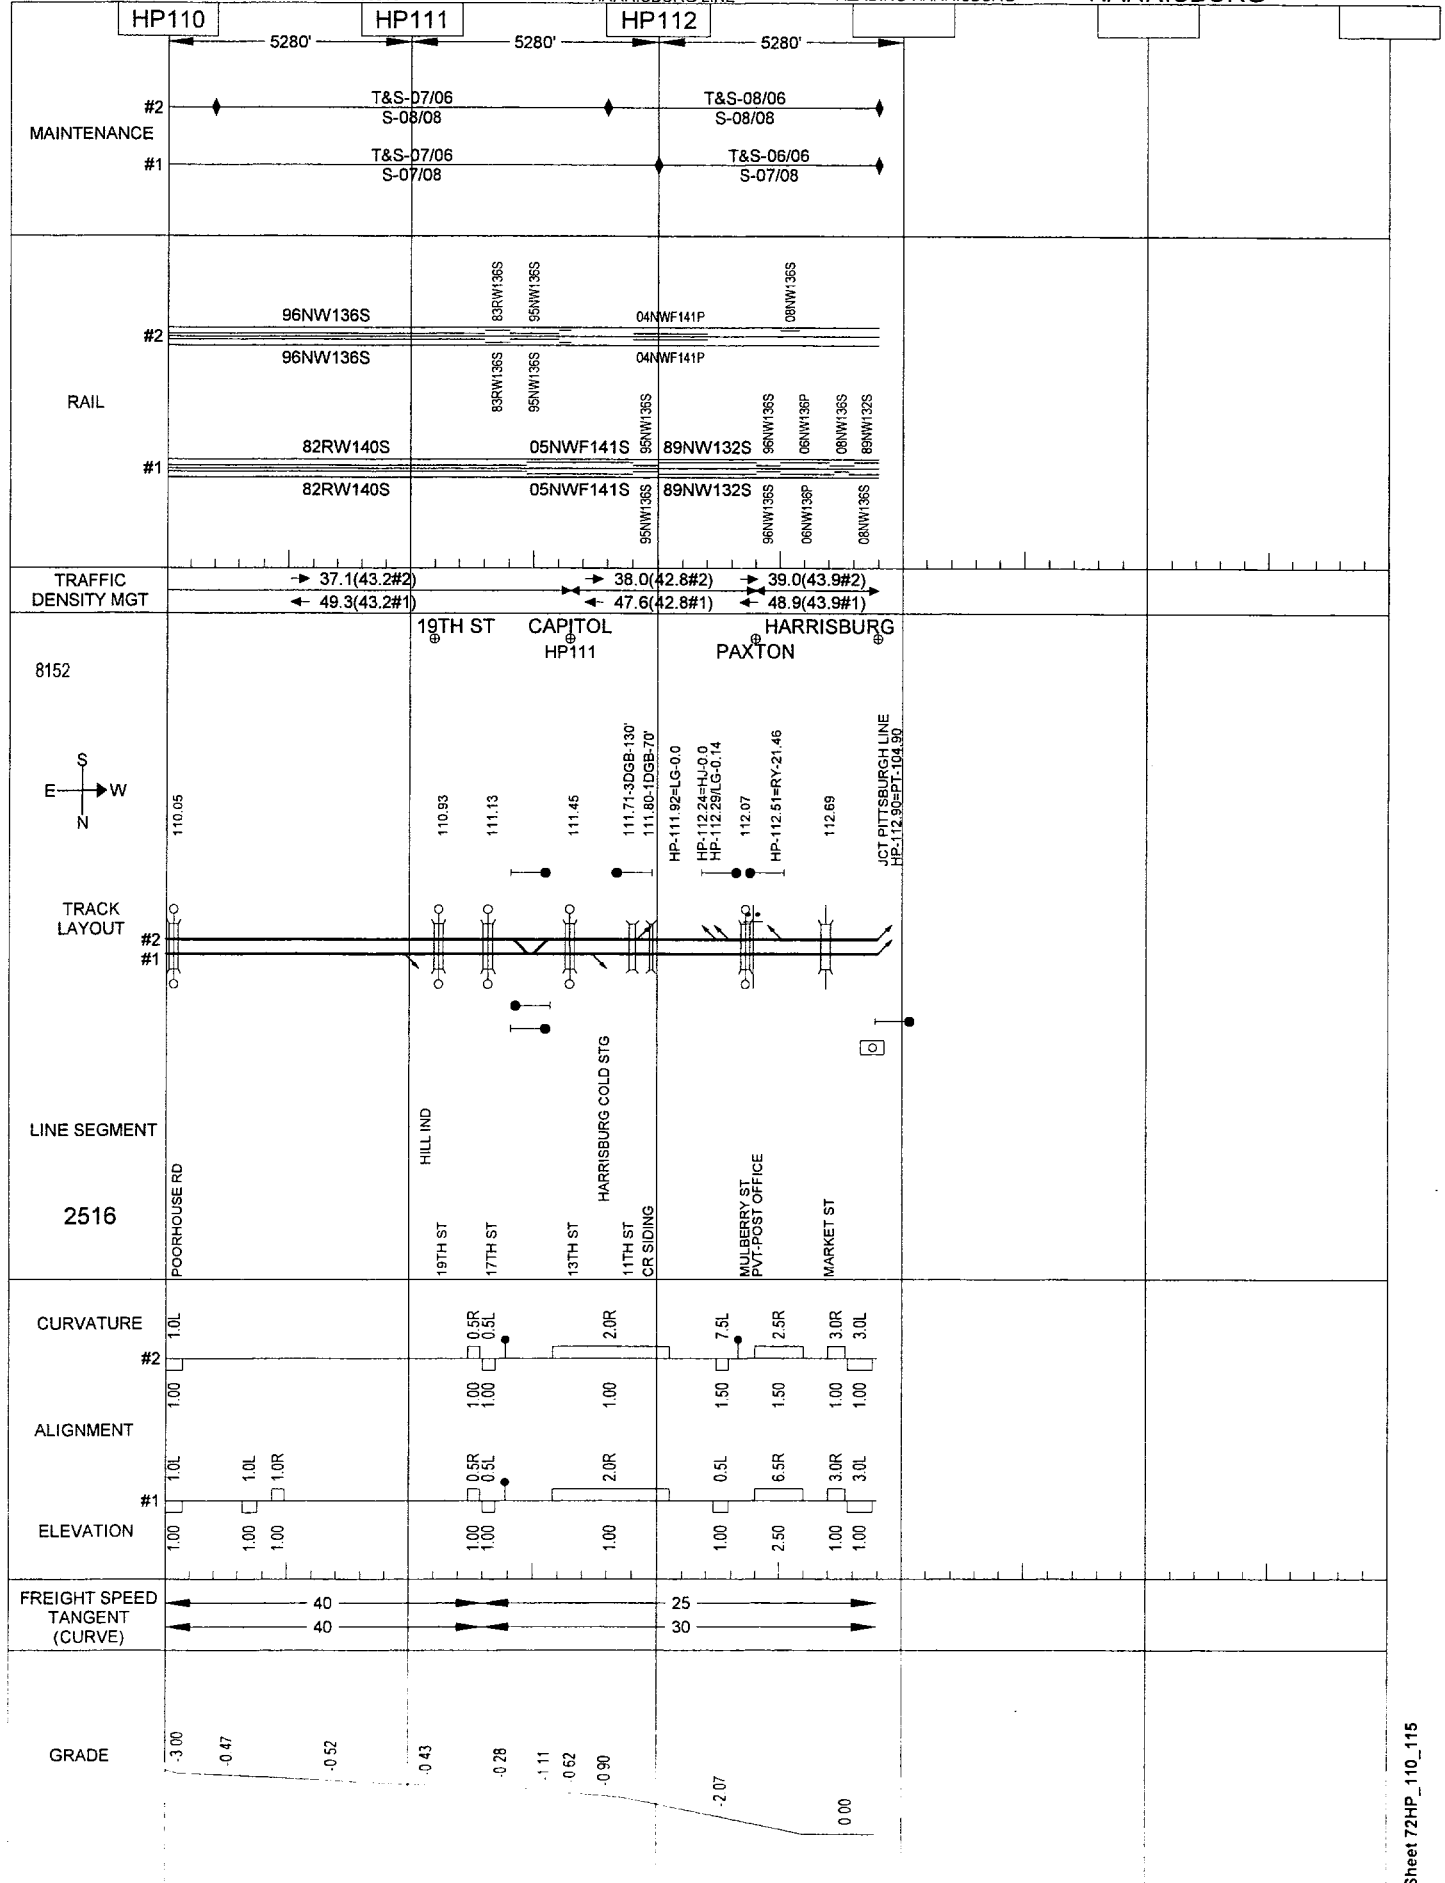 HP110
HP111
HP112
HARRISBURG LINE
READING-HARRISBURG
HARRISBURG
5280'
5280'
5280'
MAINTENANCE
#2
T&S-07/06
S-08/08
T&S-08/06
S-08/08
#1
T&S-07/06
S-07/08
T&S-06/06
S-07/08
RAIL
#2
96NW136S
83RW136S
95NW136S
04NWF141P
08NW136S
96NW136S
83RW136S
95NW136S
04NWF141P
#1
82RW140S
05NWF141S
95NW136S
89NW132S
96NW136S
06NW136P
08NW136S
89NW132S
82RW140S
05NWF141S
95NW136S
89NW132S
96NW136S
06NW136P
08NW136S
TRAFFIC
DENSITY MGT
37.1(43.2#2)
38.0(42.8#2)
39.0(43.9#2)
49.3(43.2#1)
47.6(42.8#1)
48.9(43.9#1)
19TH ST
CAPITOL
HP111
PAXTON
HARRISBURG
8152
S
E
W
N
110.05
110.93
111.13
111.45
111.71-3DGB-130'
111.80-1DGB-70'
HP-111.92=LG-0.0
HP-112.24=HJ-0.0
HP-112.29/LG-0.14
112.07
HP-112.51=RY-21.46
112.69
JCT PITTSBURGH LINE
HP-112.90=PT-104.90
TRACK
LAYOUT
#2
#1
LINE SEGMENT
2516
POORHOUSE RD
HILL IND
19TH ST
17TH ST
13TH ST
HARRISBURG COLD STG
11TH ST
CR SIDING
MULBERRY ST
PVT-POST OFFICE
MARKET ST
CURVATURE
#2
1.0L
0.5R
0.5L
2.0R
7.5L
2.5R
3.0R
3.0L
1.00
1.00
1.00
1.00
1.50
1.50
1.00
1.00
ALIGNMENT
#1
1.0L
1.0L
1.0R
0.5R
0.5L
2.0R
0.5L
6.5R
3.0R
3.0L
ELEVATION
1.00
1.00
1.00
1.00
1.00
1.00
1.00
2.50
1.00
1.00
FREIGHT SPEED
TANGENT
(CURVE)
40
25
40
30
GRADE
-3 00
-0 47
-0 52
-0 43
-0 28
-1 11
-0 62
-0 90
-2 07
0 00
Sheet 72HP_110_115